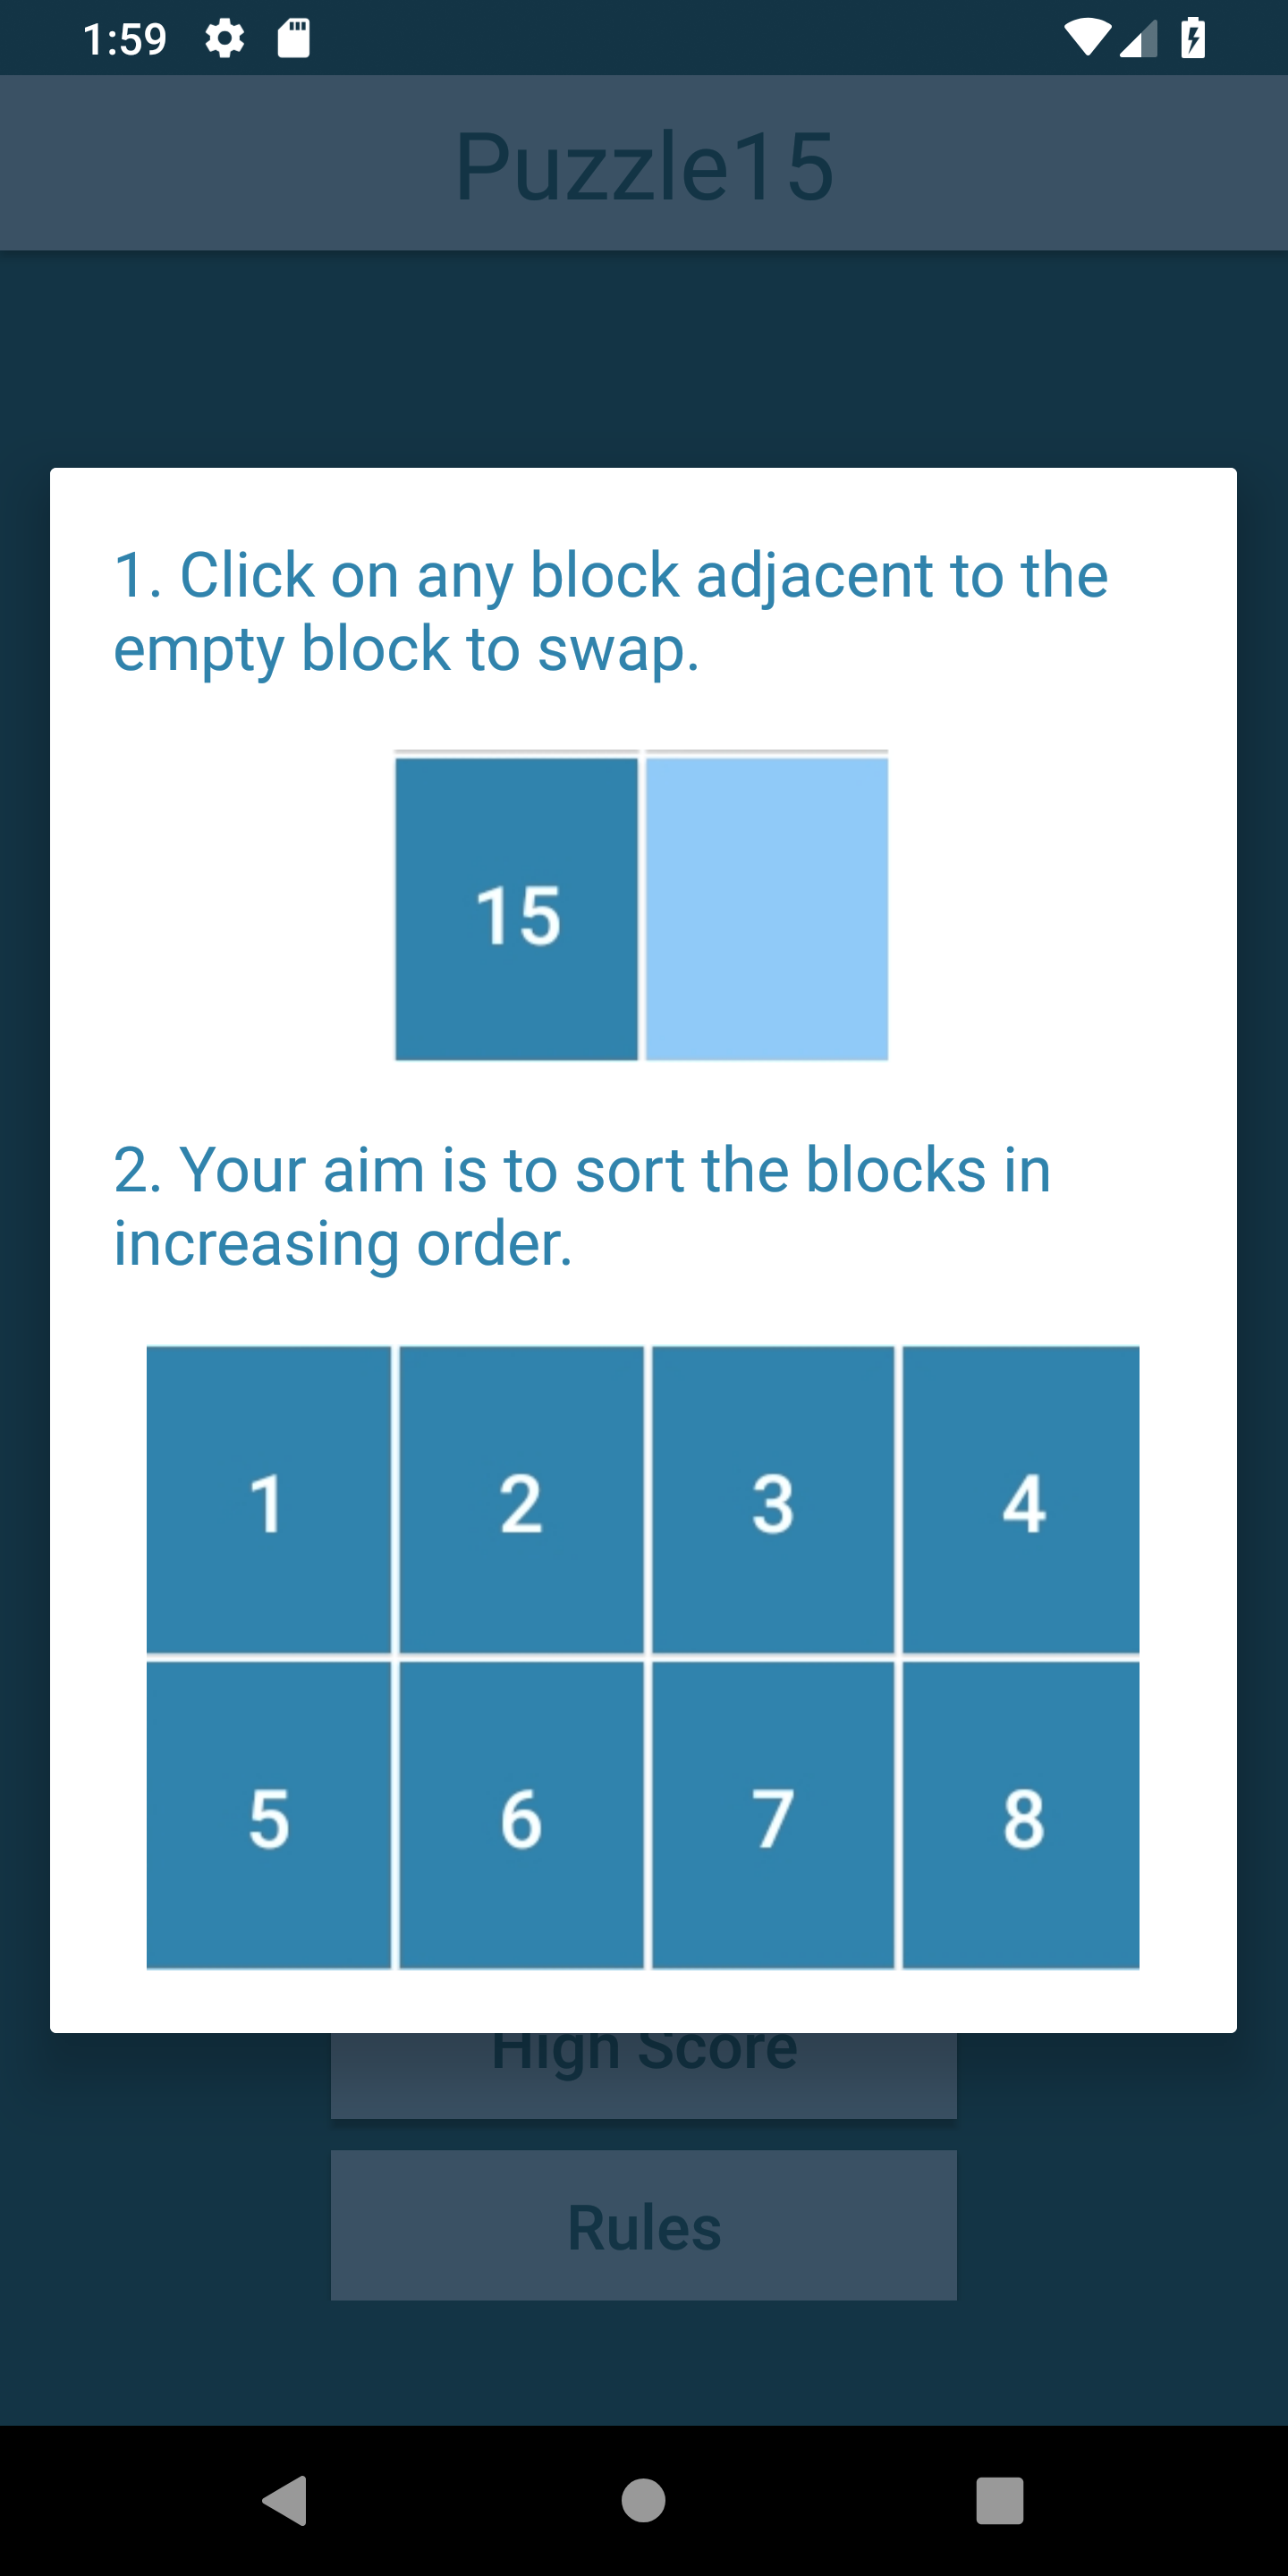 1:59
Puzzle15
1. Click on any block adjacent to the
empty block to swap.
15
2. Your aim is to sort the blocks in
increasing order.
1 2 3 4
5 6 7 8
High Score
Rules